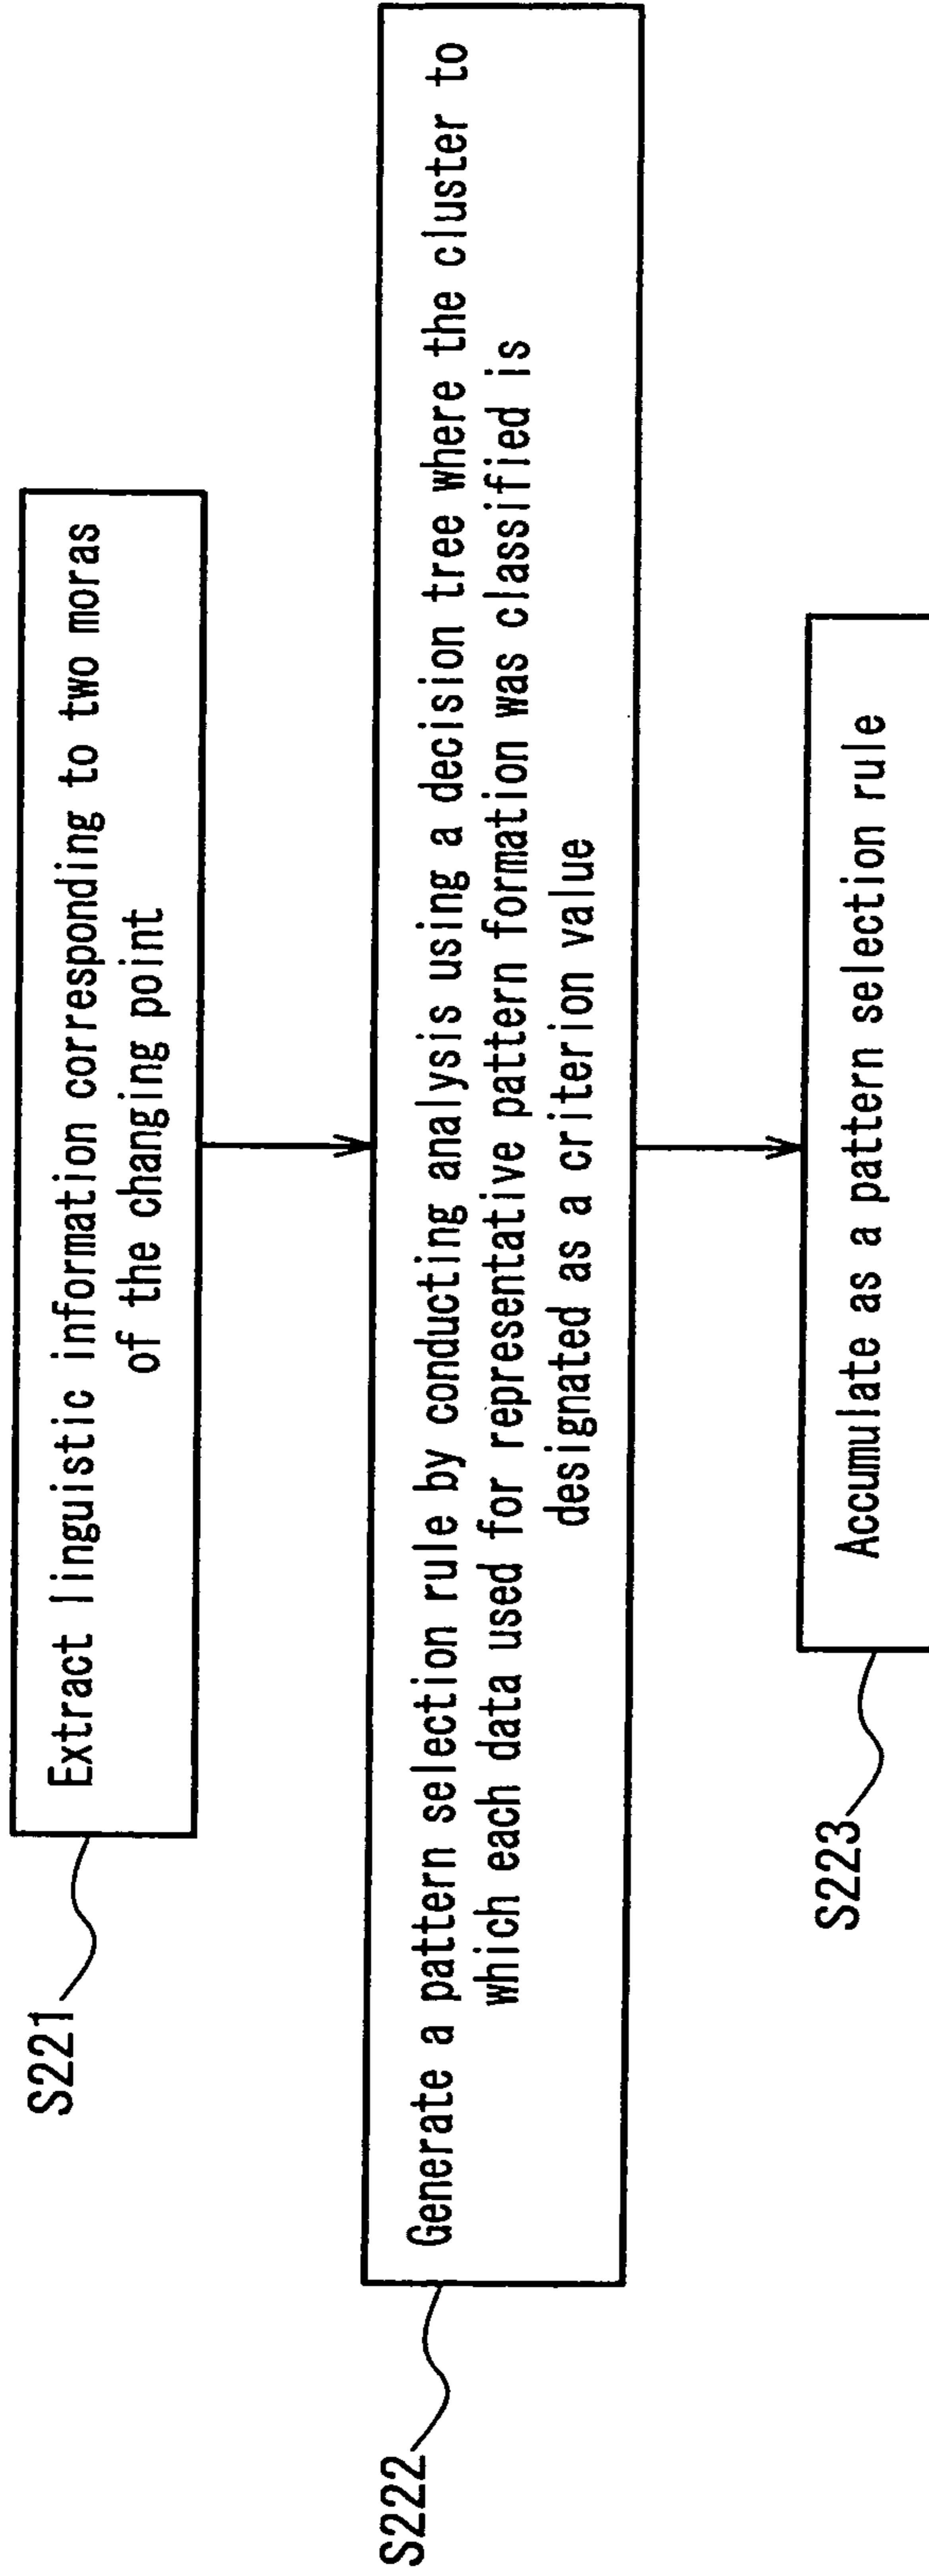 S221
Extract linguistic information corresponding to two moras
of the changing point
S222
Generate a pattern selection rule by conducting analysis using a decision tree where the cluster to
which each data used for representative pattern formation was classified is
designated as a criterion value
S223
Accumulate as a pattern selection rule